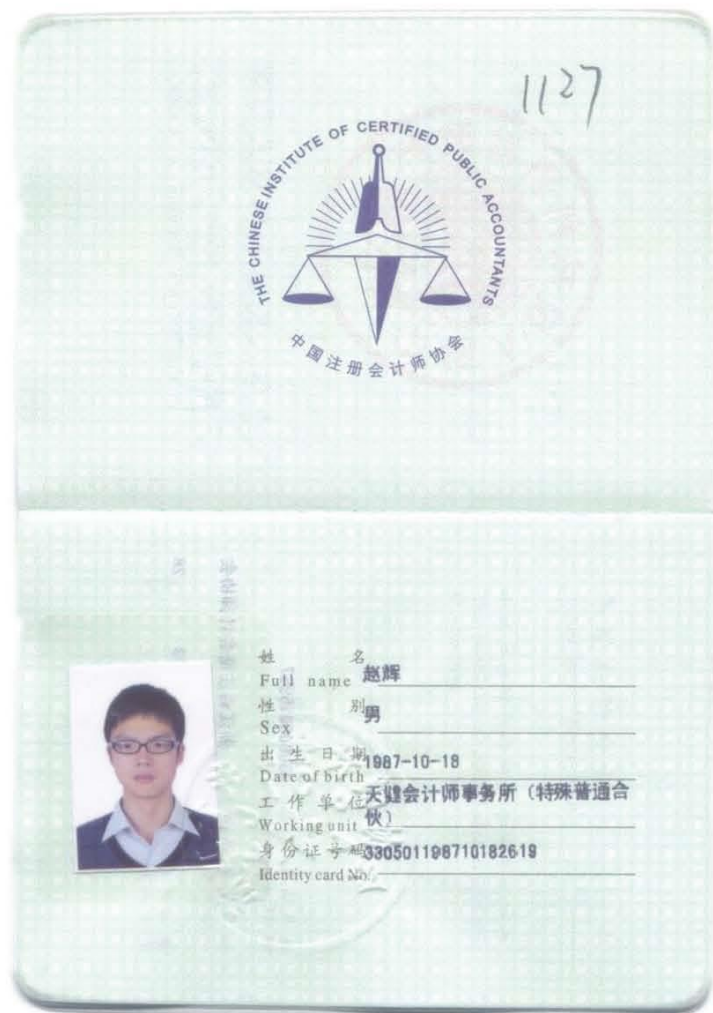 1127
THE CHINESE INSTITUTE OF CERTIFIED PUBLIC ACCOUNTANTS
中国注册会计师协会
姓 名 赵辉
Full name
性 别 男
Sex
出生日期 1987-10-18
Date of birth
工作单位 天健会计师事务所（特殊普通合
Working unit 伙）
身份证号码 330501198710182619
Identity card No.